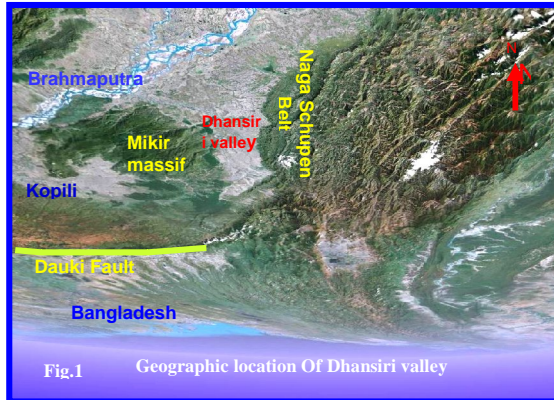 N
Brahmaputra
Naga Schupen
Belt
Dhansir
i valley
Mikir
massif
Kopili
Dauki Fault
Bangladesh
Fig.1 Geographic location Of Dhansiri valley